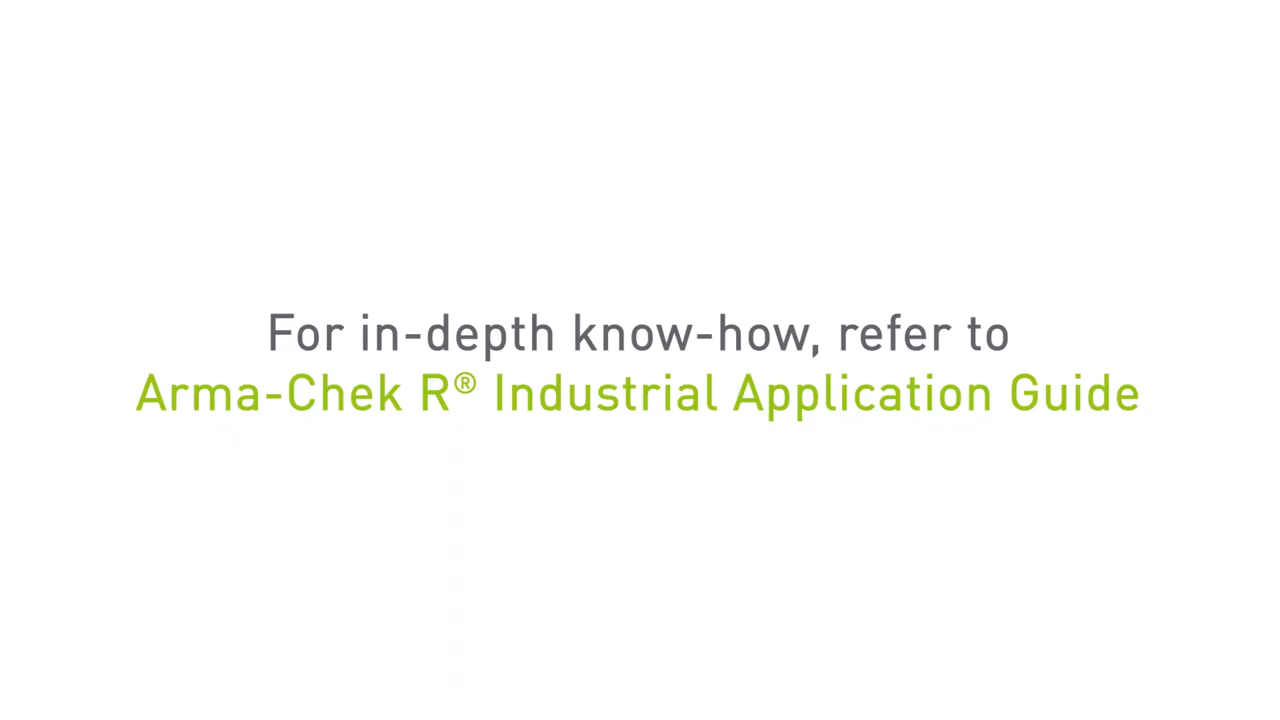 For in-depth know-how, refer to
Arma-Chek R® Industrial Application Guide